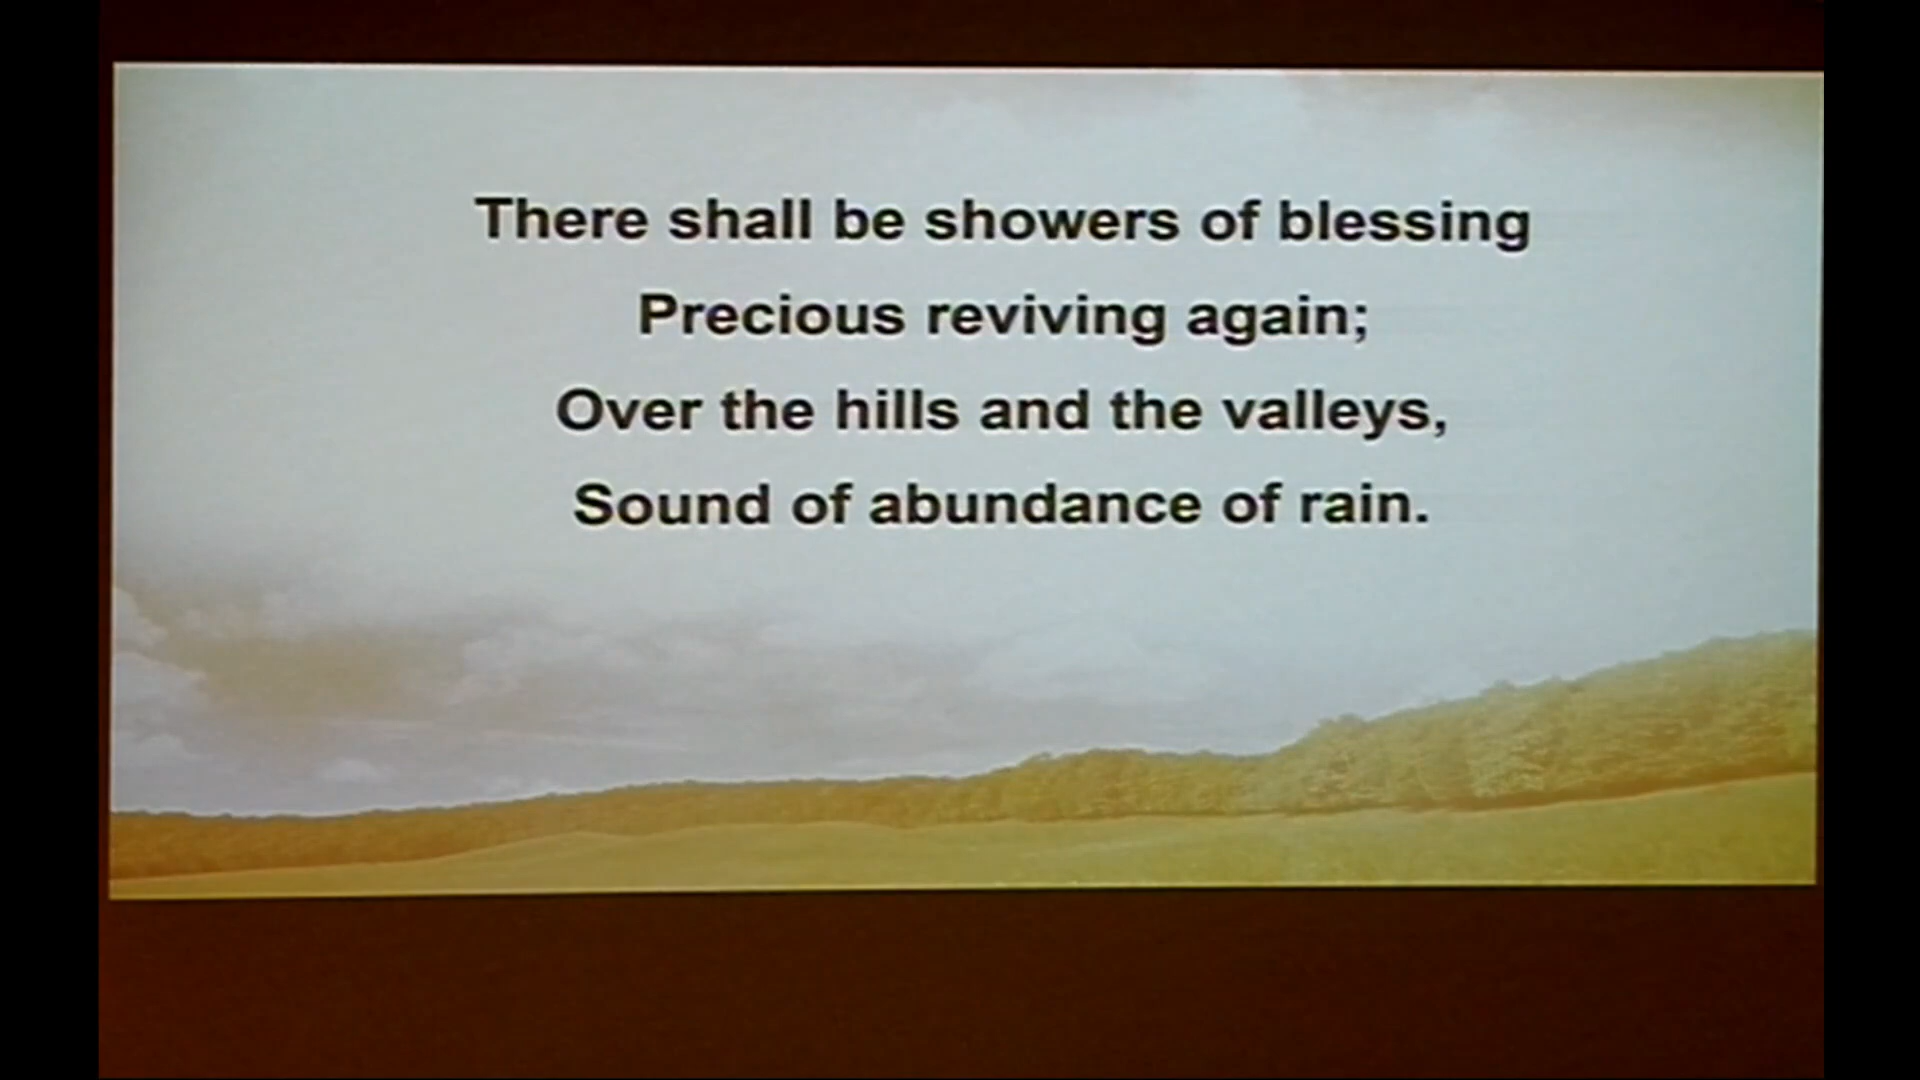 There shall be showers of blessing
Precious reviving again;
Over the hills and the valleys,
Sound of abundance of rain.